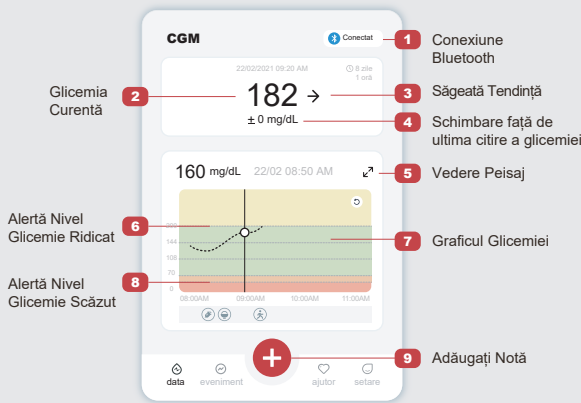 CGM
Conectat
1
Conexiune
Bluetooth
22/02/2021 09:20 AM
8 zile
1 oră
Glicemia
Curentă
2
182
3
Săgeată Tendință
± 0 mg/dL
4
Schimbare față de
ultima citire a glicemiei
160 mg/dL
22/02 08:50 AM
5
Vedere Peisaj
Alertă Nivel
Glicemie Ridicat
6
144
108
70
0
7
Graficul Glicemiei
Alertă Nivel
Glicemie Scăzut
8
08:00AM
09:00AM
10:00AM
11:00AM
9
Adăugați Notă
data
eveniment
ajutor
setare